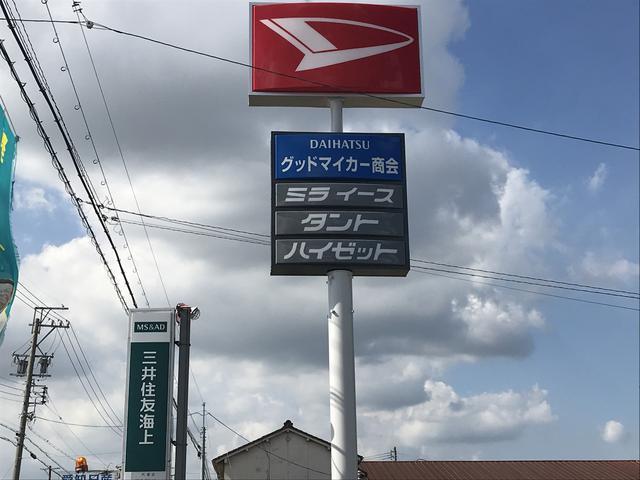 DAIHATSU
グッドマイカー商会
ミラ イース
タント
ハイゼット
MS&AD
三井住友海上